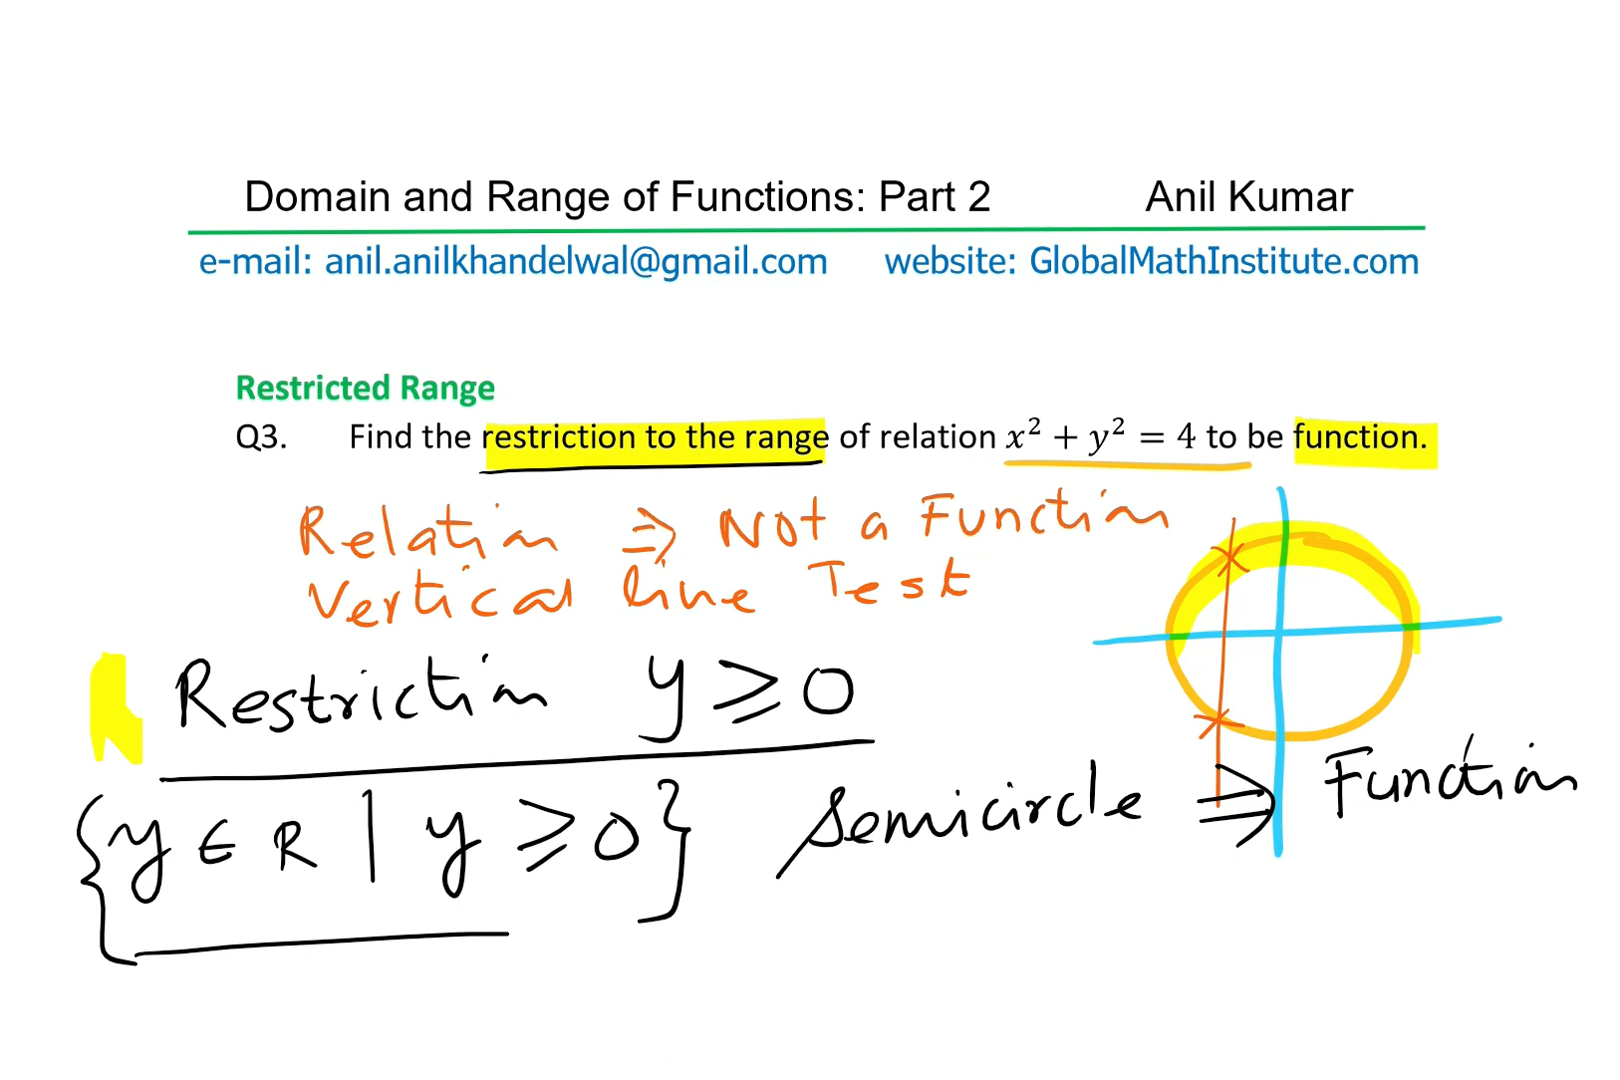 Domain and Range of Functions: Part 2 Anil Kumar
e-mail: anil.anilkhandelwal@gmail.com website: GlobalMathInstitute.com
Restricted Range
Q3. Find the restriction to the range of relation x² + y² = 4 to be function.
Relation ⇒ Not a Function
Vertical line Test
Restriction y ≥ 0
{y ∈ R | y ≥ 0} Semicircle ⇒ Function